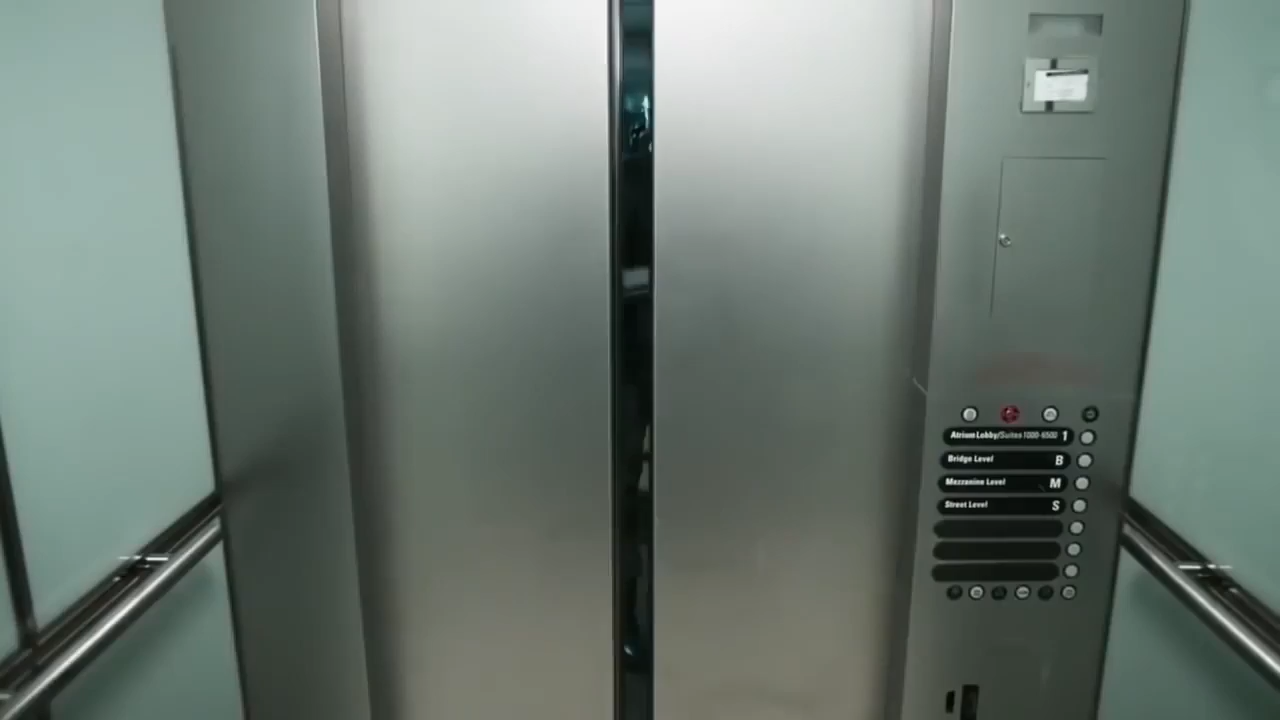 Atrium Lobby/Suites 1000-6500 1
Bridge Level B
Mezzanine Level M
Street Level S